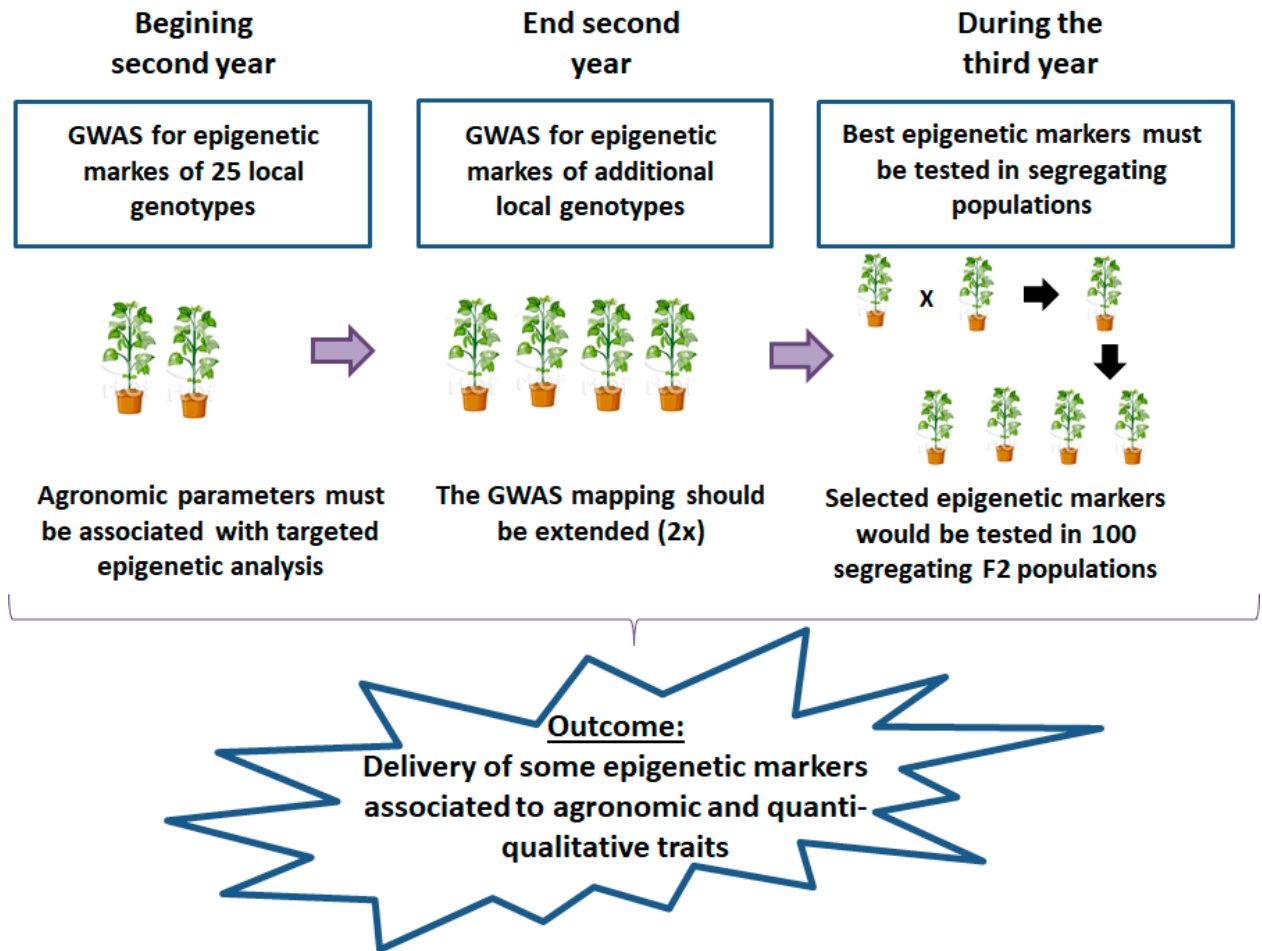 Begining
second year
End second
year
During the
third year
GWAS for epigenetic
markes of 25 local
genotypes
GWAS for epigenetic
markes of additional
local genotypes
Best epigenetic markers must
be tested in segregating
populations
X
Agronomic parameters must
be associated with targeted
epigenetic analysis
The GWAS mapping should
be extended (2x)
Selected epigenetic markers
would be tested in 100
segregating F2 populations
Outcome:
Delivery of some epigenetic markers
associated to agronomic and quanti-
qualitative traits